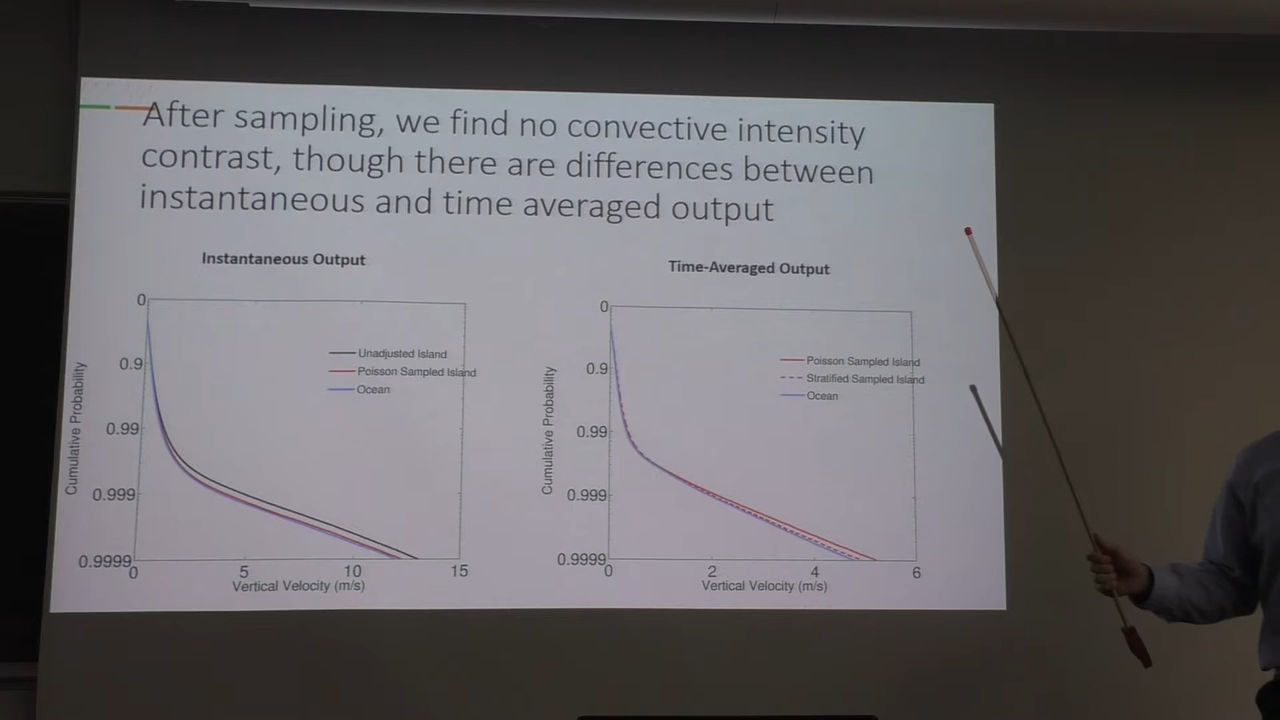 After sampling, we find no convective intensity
contrast, though there are differences between
instantaneous and time averaged output
Instantaneous Output
0
0.9
0.99
0.999
0.9999
Cumulative Probability
Unadjusted Island
Poisson Sampled Island
Ocean
0 5 10 15
Vertical Velocity (m/s)
Time-Averaged Output
0
0.9
0.99
0.999
0.9999
Cumulative Probability
Poisson Sampled Island
Stratified Sampled Island
Ocean
0 2 4 6
Vertical Velocity (m/s)